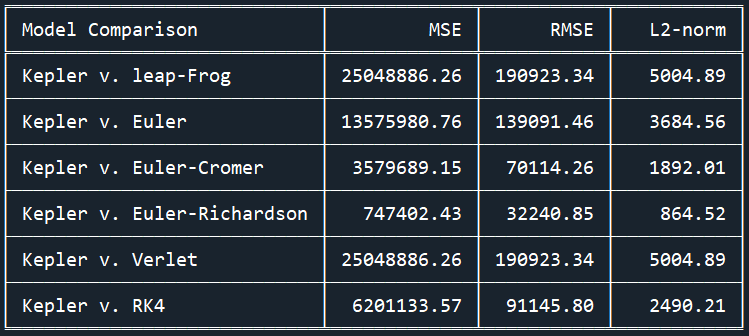 Model Comparison MSE RMSE L2-norm
Kepler v. leap-Frog 25048886.26 190923.34 5004.89
Kepler v. Euler 13575980.76 139091.46 3684.56
Kepler v. Euler-Cromer 3579689.15 70114.26 1892.01
Kepler v. Euler-Richardson 747402.43 32240.85 864.52
Kepler v. Verlet 25048886.26 190923.34 5004.89
Kepler v. RK4 6201133.57 91145.80 2490.21